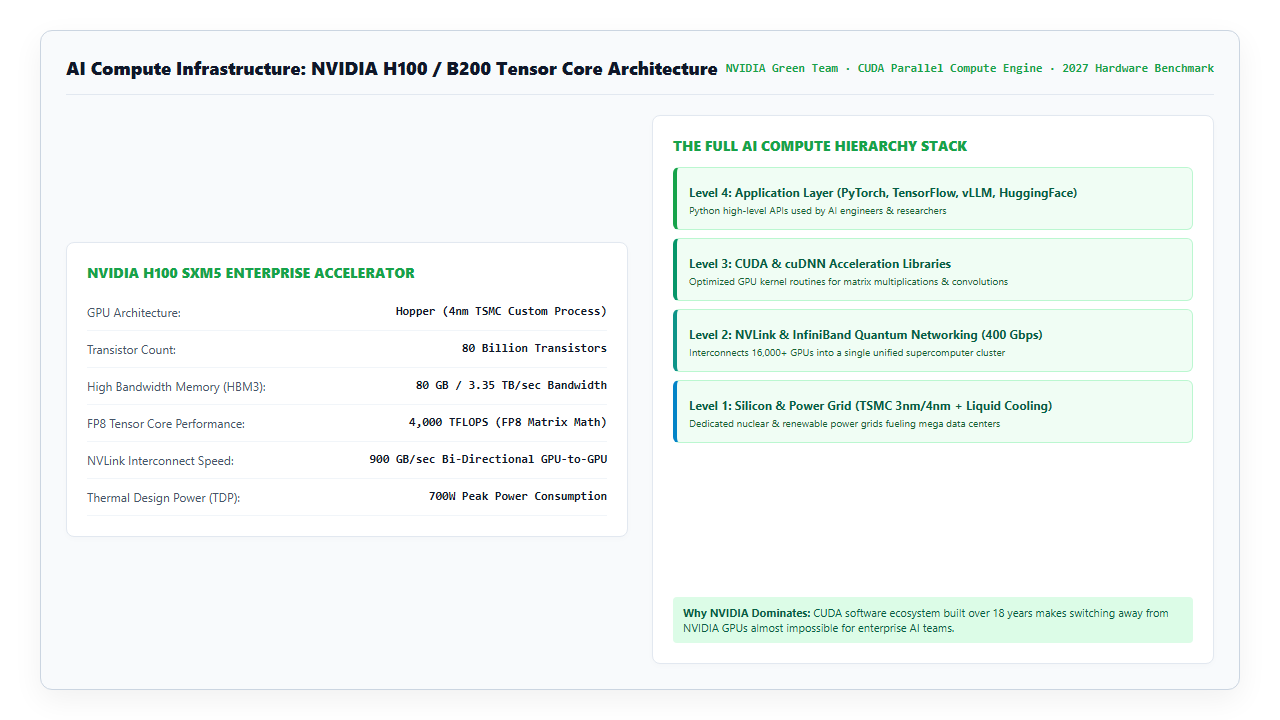 AI Compute Infrastructure: NVIDIA H100 / B200 Tensor Core Architecture
NVIDIA Green Team · CUDA Parallel Compute Engine · 2027 Hardware Benchmark
NVIDIA H100 SXM5 ENTERPRISE ACCELERATOR
GPU Architecture: Hopper (4nm TSMC Custom Process)
Transistor Count: 80 Billion Transistors
High Bandwidth Memory (HBM3): 80 GB / 3.35 TB/sec Bandwidth
FP8 Tensor Core Performance: 4,000 TFLOPS (FP8 Matrix Math)
NVLink Interconnect Speed: 900 GB/sec Bi-Directional GPU-to-GPU
Thermal Design Power (TDP): 700W Peak Power Consumption
THE FULL AI COMPUTE HIERARCHY STACK
Level 4: Application Layer (PyTorch, TensorFlow, vLLM, HuggingFace)
Python high-level APIs used by AI engineers & researchers
Level 3: CUDA & cuDNN Acceleration Libraries
Optimized GPU kernel routines for matrix multiplications & convolutions
Level 2: NVLink & InfiniBand Quantum Networking (400 Gbps)
Interconnects 16,000+ GPUs into a single unified supercomputer cluster
Level 1: Silicon & Power Grid (TSMC 3nm/4nm + Liquid Cooling)
Dedicated nuclear & renewable power grids fueling mega data centers
Why NVIDIA Dominates: CUDA software ecosystem built over 18 years makes switching away from
NVIDIA GPUs almost impossible for enterprise AI teams.